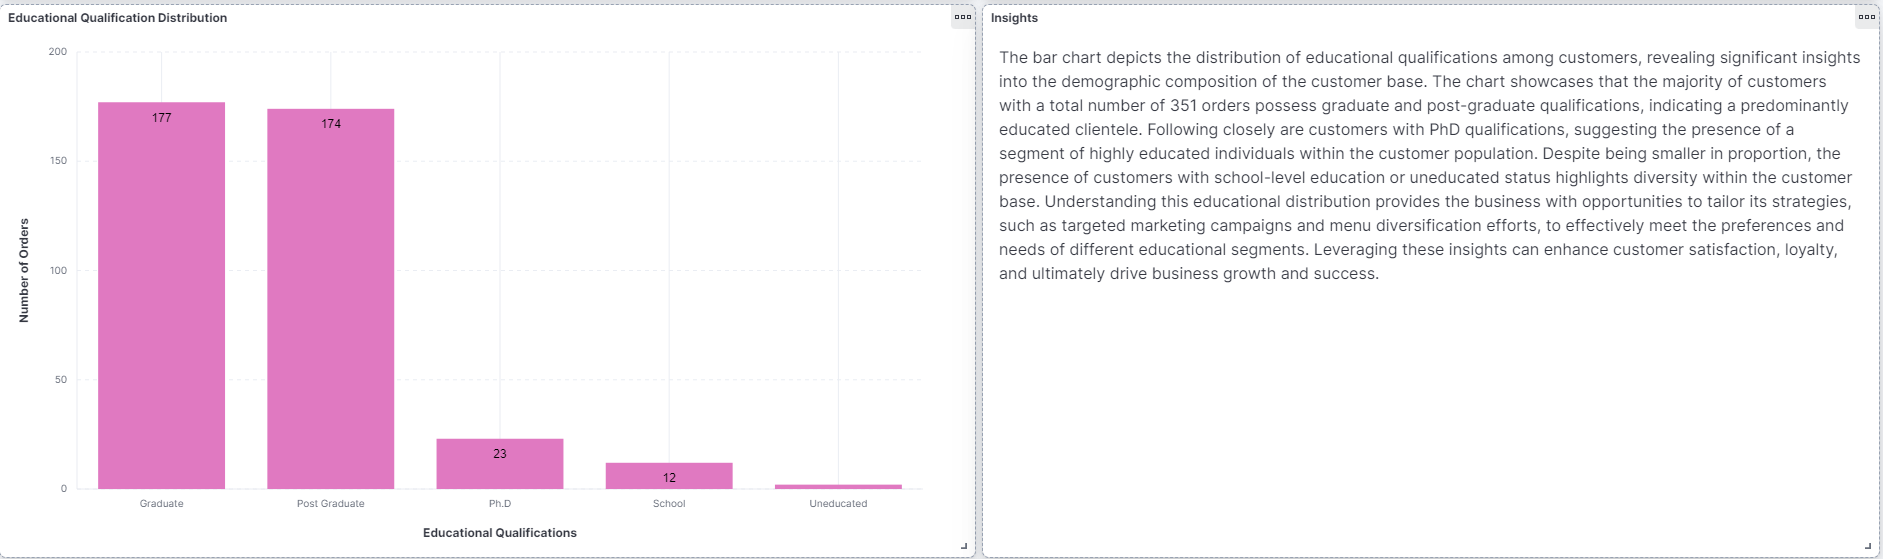 Educational Qualification Distribution
200
150
100
50
0
Number of Orders
177
174
23
12
Graduate
Post Graduate
Ph.D
School
Uneducated
Educational Qualifications
Insights
The bar chart depicts the distribution of educational qualifications among customers, revealing significant insights
into the demographic composition of the customer base. The chart showcases that the majority of customers
with a total number of 351 orders possess graduate and post-graduate qualifications, indicating a predominantly
educated clientele. Following closely are customers with PhD qualifications, suggesting the presence of a
segment of highly educated individuals within the customer population. Despite being smaller in proportion, the
presence of customers with school-level education or uneducated status highlights diversity within the customer
base. Understanding this educational distribution provides the business with opportunities to tailor its strategies,
such as targeted marketing campaigns and menu diversification efforts, to effectively meet the preferences and
needs of different educational segments. Leveraging these insights can enhance customer satisfaction, loyalty,
and ultimately drive business growth and success.